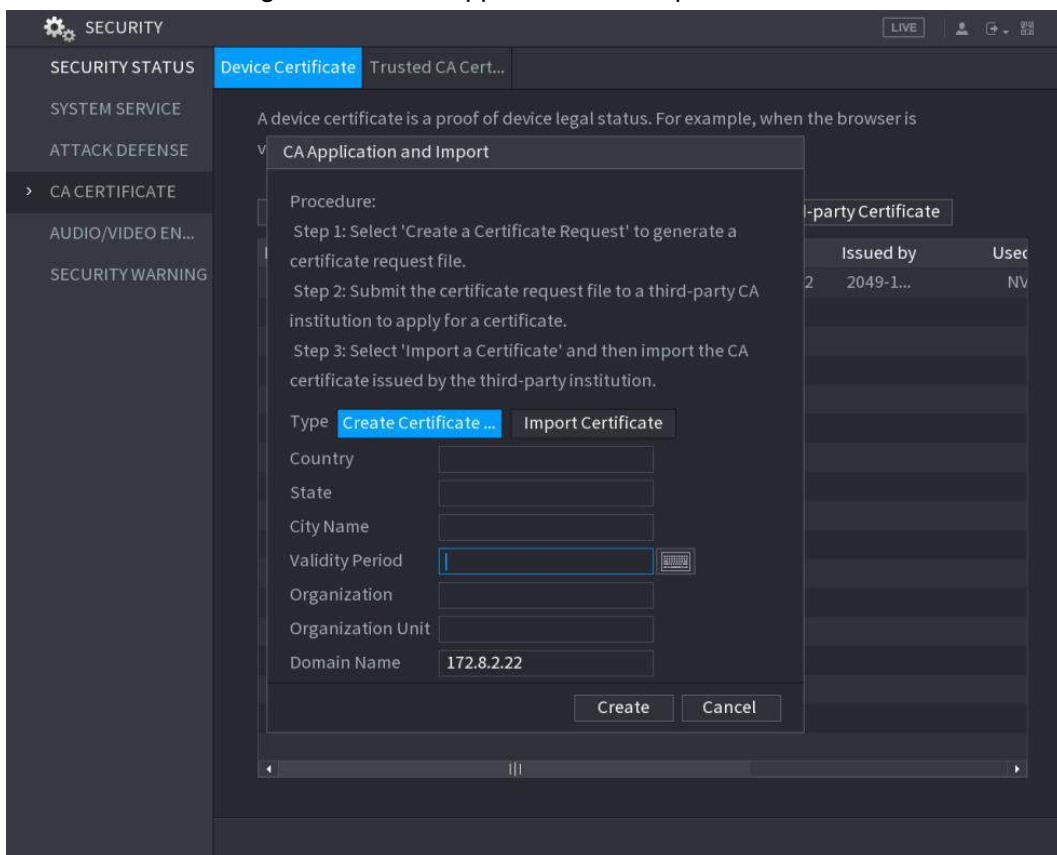 SECURITY
LIVE
SECURITY STATUS
SYSTEM SERVICE
ATTACK DEFENSE
> CA CERTIFICATE
AUDIO/VIDEO EN...
SECURITY WARNING
Device Certificate
Trusted CA Cert...
A device certificate is a proof of device legal status. For example, when the browser is
-party Certificate
Issued by
2 2049-1...
NV
CA Application and Import
Procedure:
Step 1: Select 'Create a Certificate Request' to generate a
certificate request file.
Step 2: Submit the certificate request file to a third-party CA
institution to apply for a certificate.
Step 3: Select 'Import a Certificate' and then import the CA
certificate issued by the third-party institution.
Type Create Certificate ... Import Certificate
Country
State
City Name
Validity Period
Organization
Organization Unit
Domain Name 172.8.2.22
Create Cancel